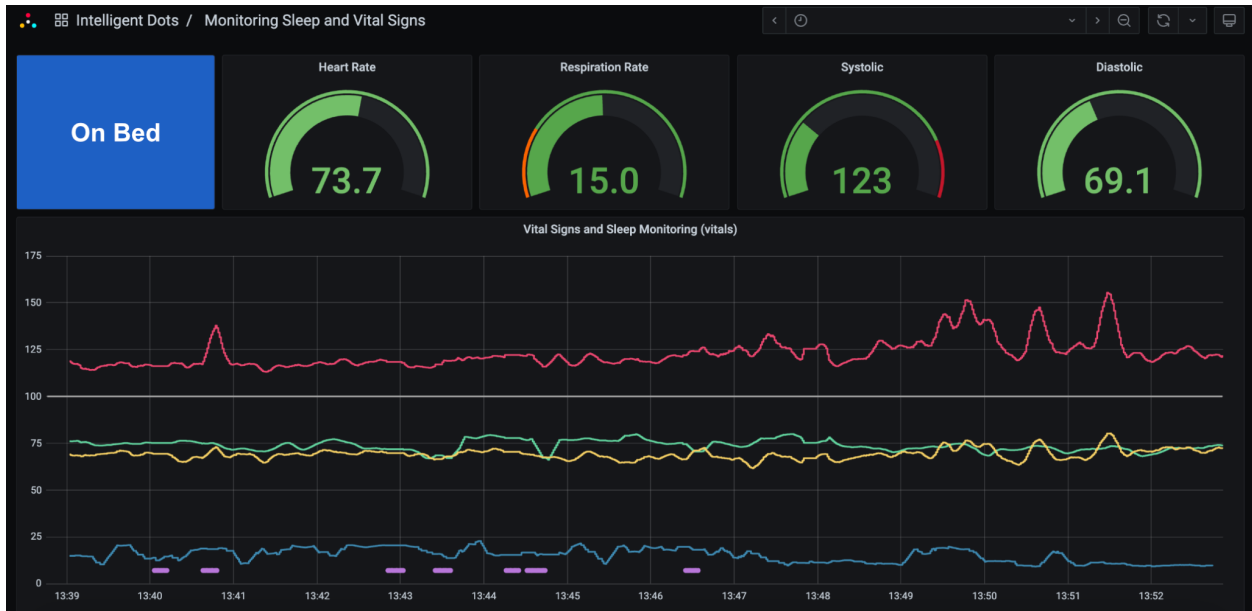 Intelligent Dots / Monitoring Sleep and Vital Signs
On Bed
Heart Rate
73.7
Respiration Rate
15.0
Systolic
123
Diastolic
69.1
Vital Signs and Sleep Monitoring (vitals)
175
150
125
100
75
50
25
0
13:39 13:40 13:41 13:42 13:43 13:44 13:45 13:46 13:47 13:48 13:49 13:50 13:51 13:52